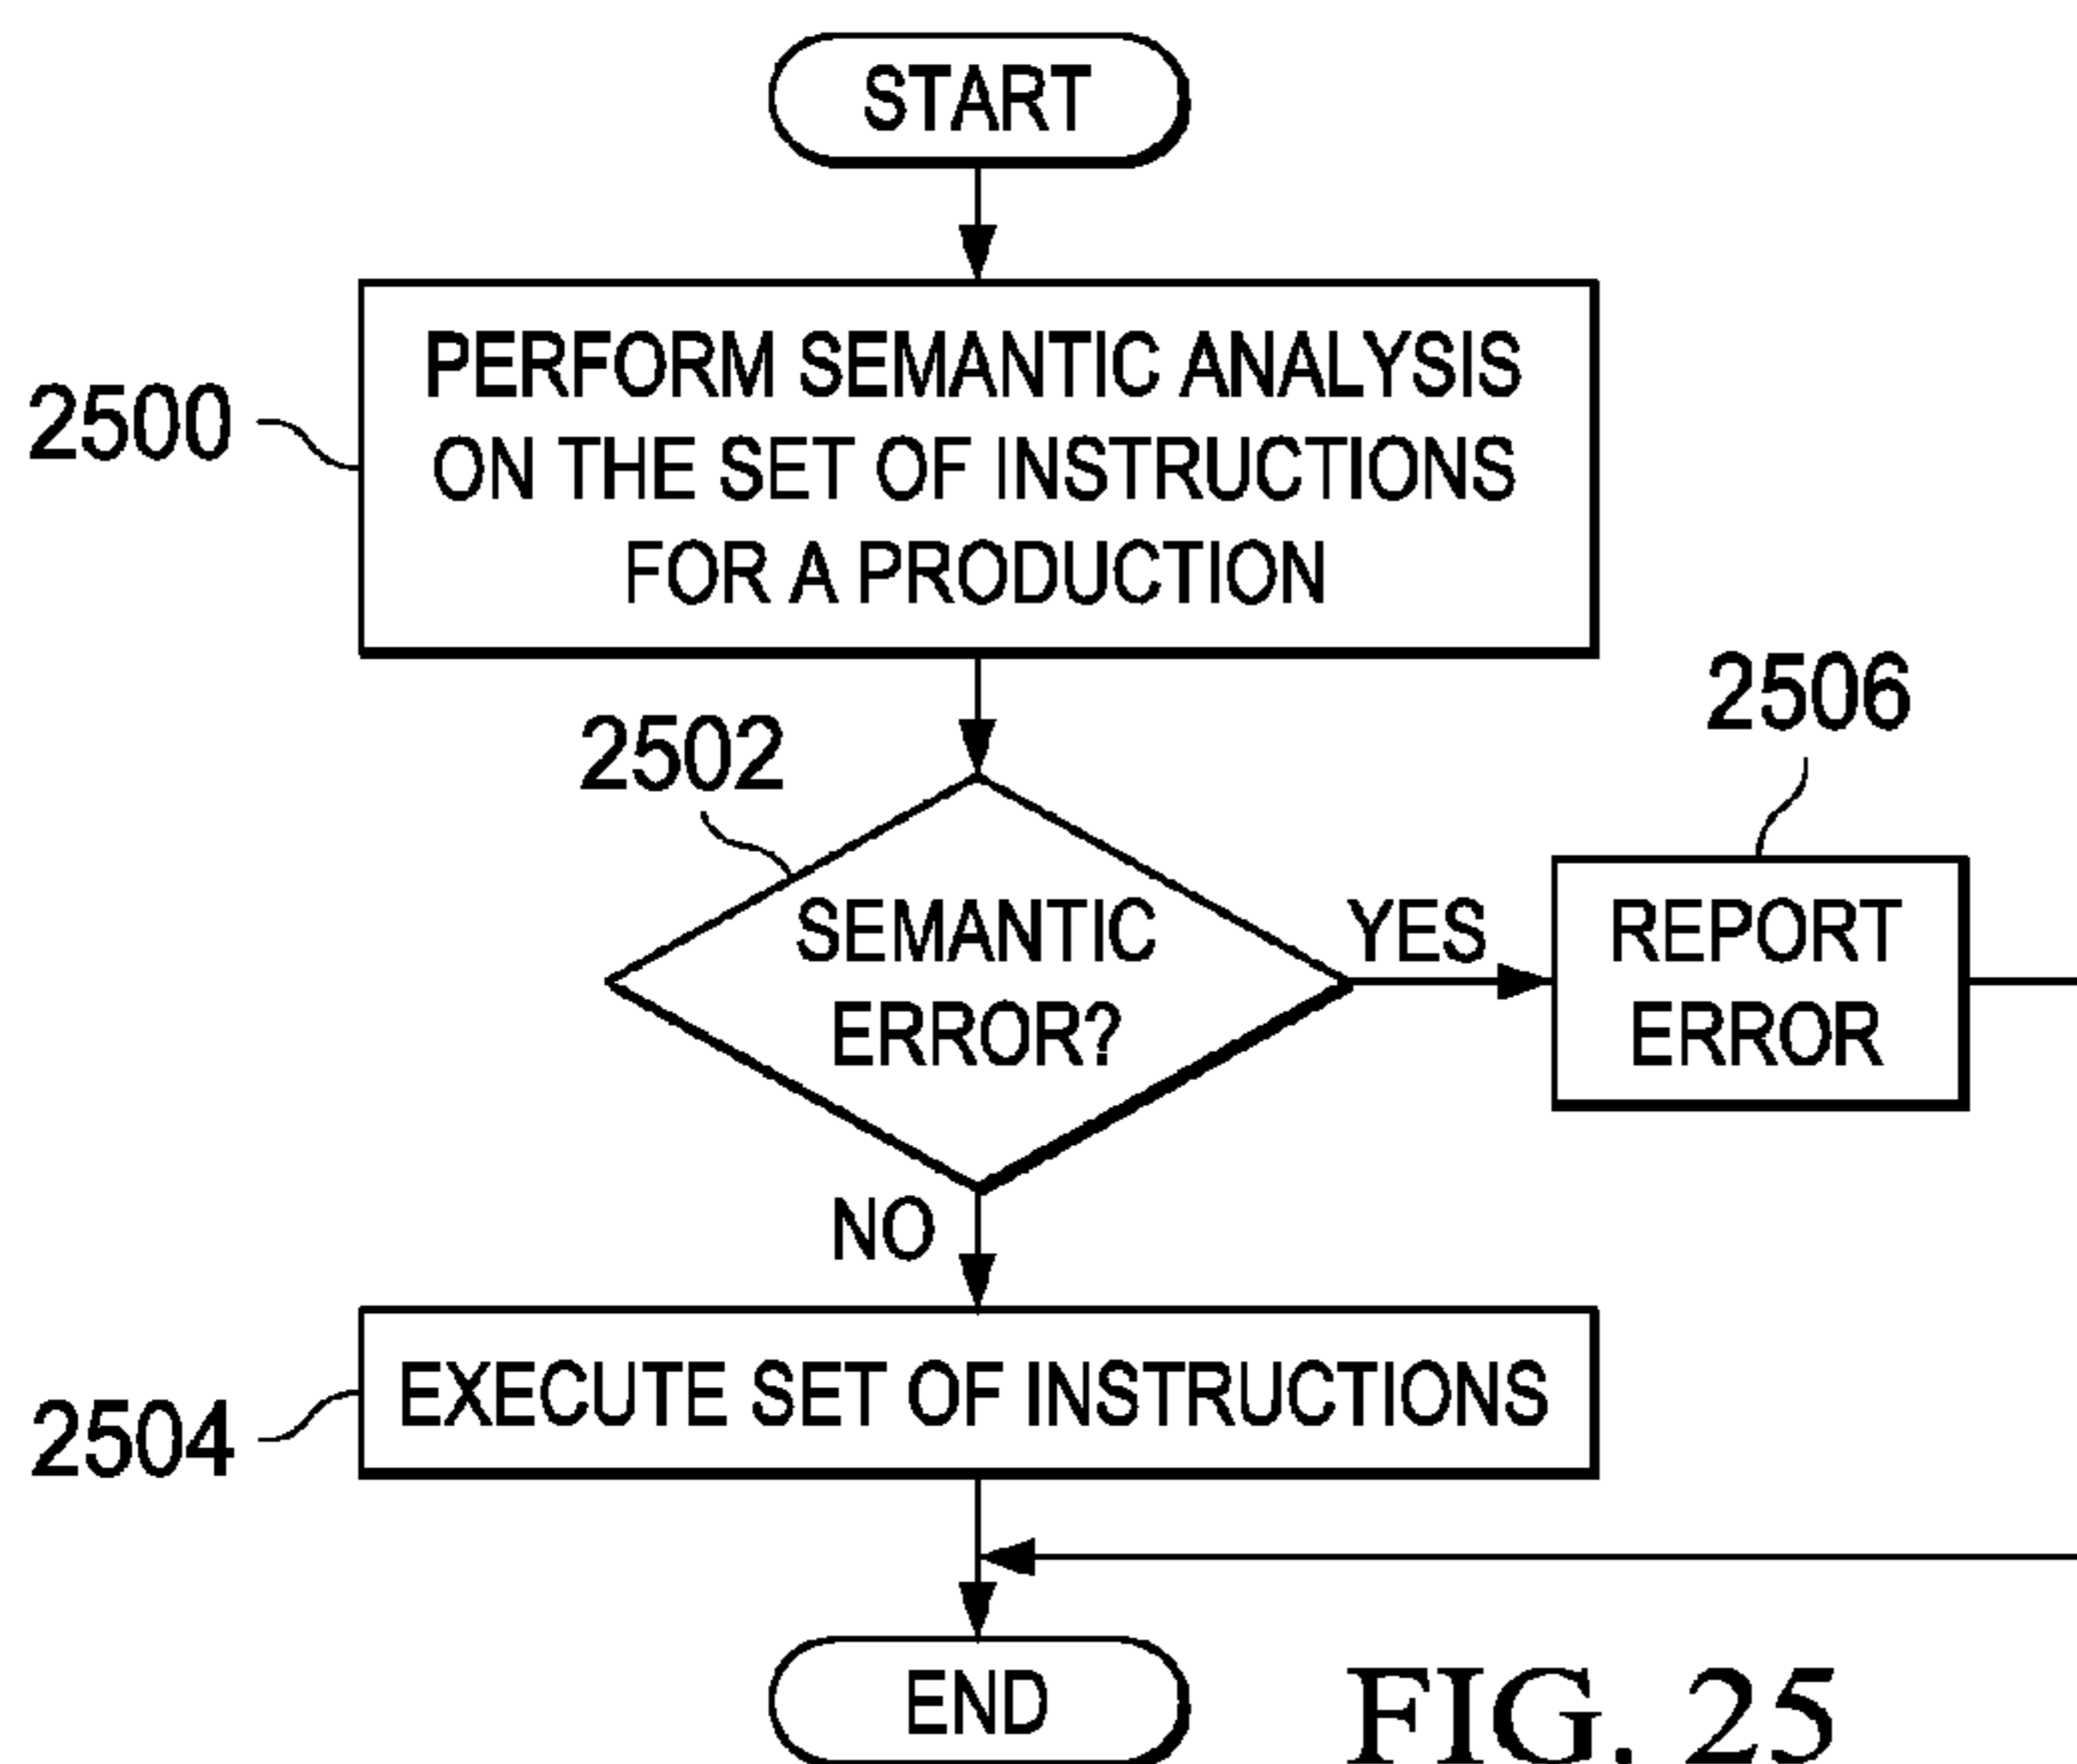 START
2500
PERFORM SEMANTIC ANALYSIS
ON THE SET OF INSTRUCTIONS
FOR A PRODUCTION
2502
2506
SEMANTIC
ERROR?
YES
REPORT
ERROR
NO
2504
EXECUTE SET OF INSTRUCTIONS
END
FIG. 25